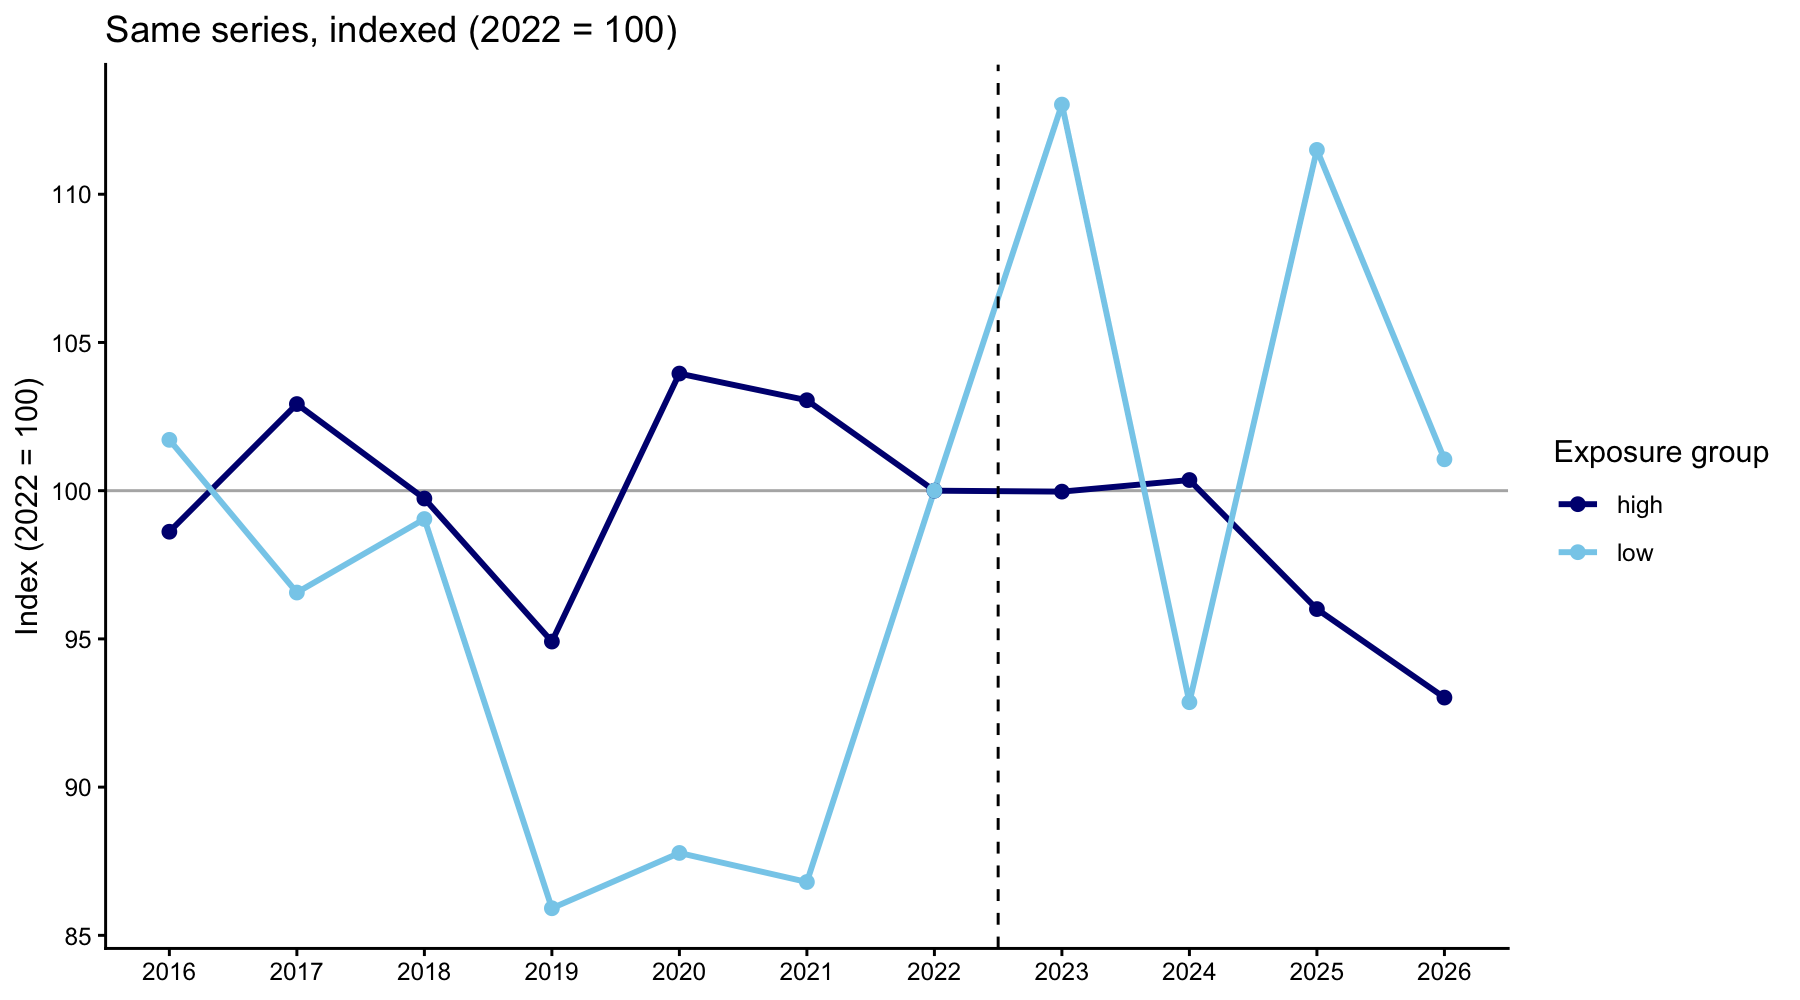 Same series, indexed (2022 = 100)
Index (2022 = 100)
110
105
100
95
90
85
2016 2017 2018 2019 2020 2021 2022 2023 2024 2025 2026
Exposure group
high
low